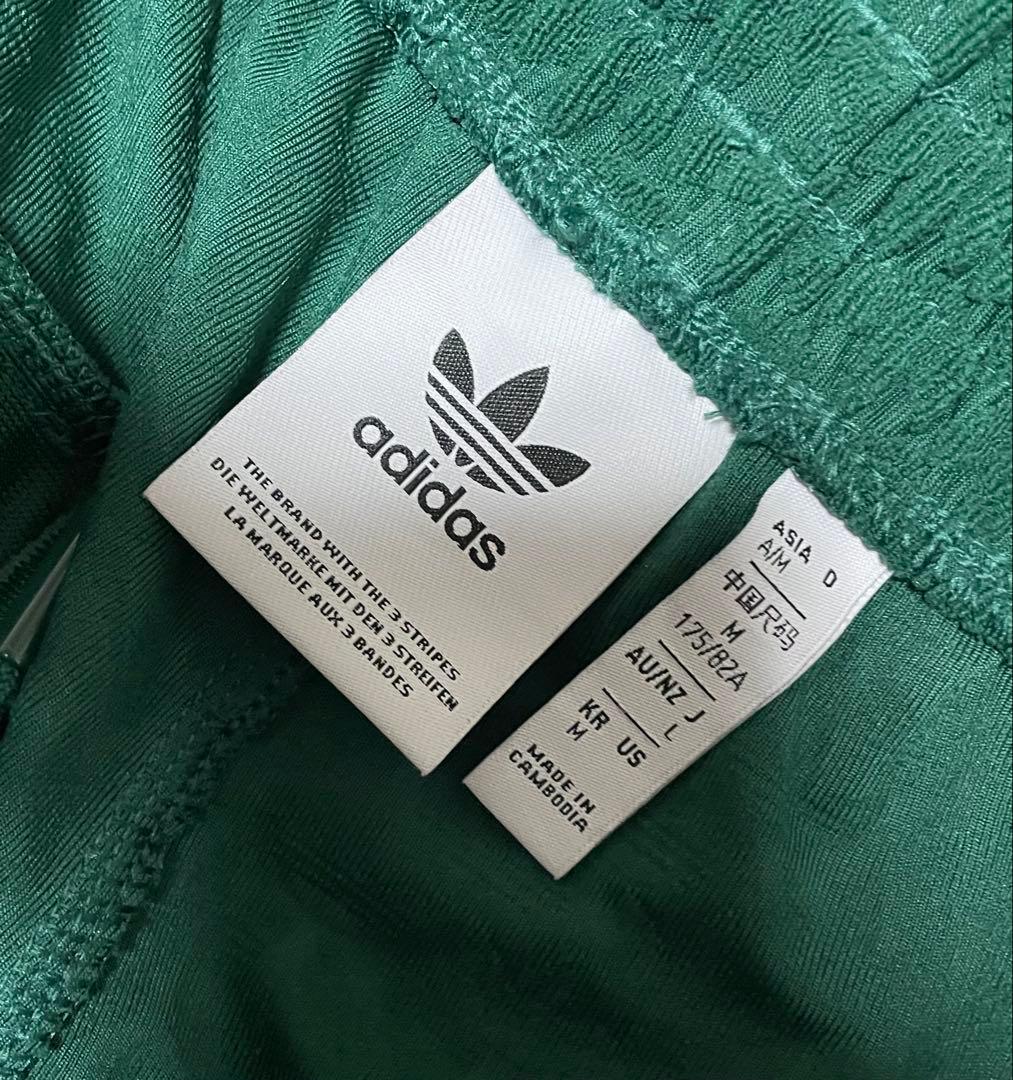 adidas
THE BRAND WITH THE 3 STRIPES
DIE WELTMARKE MIT DEN 3 STREIFEN
LA MARQUE AUX 3 BANDES
ASIA D
A/M
中国尺码
M
175/82A
AU/NZ J
L
KR US
M
MADE IN
CAMBODIA